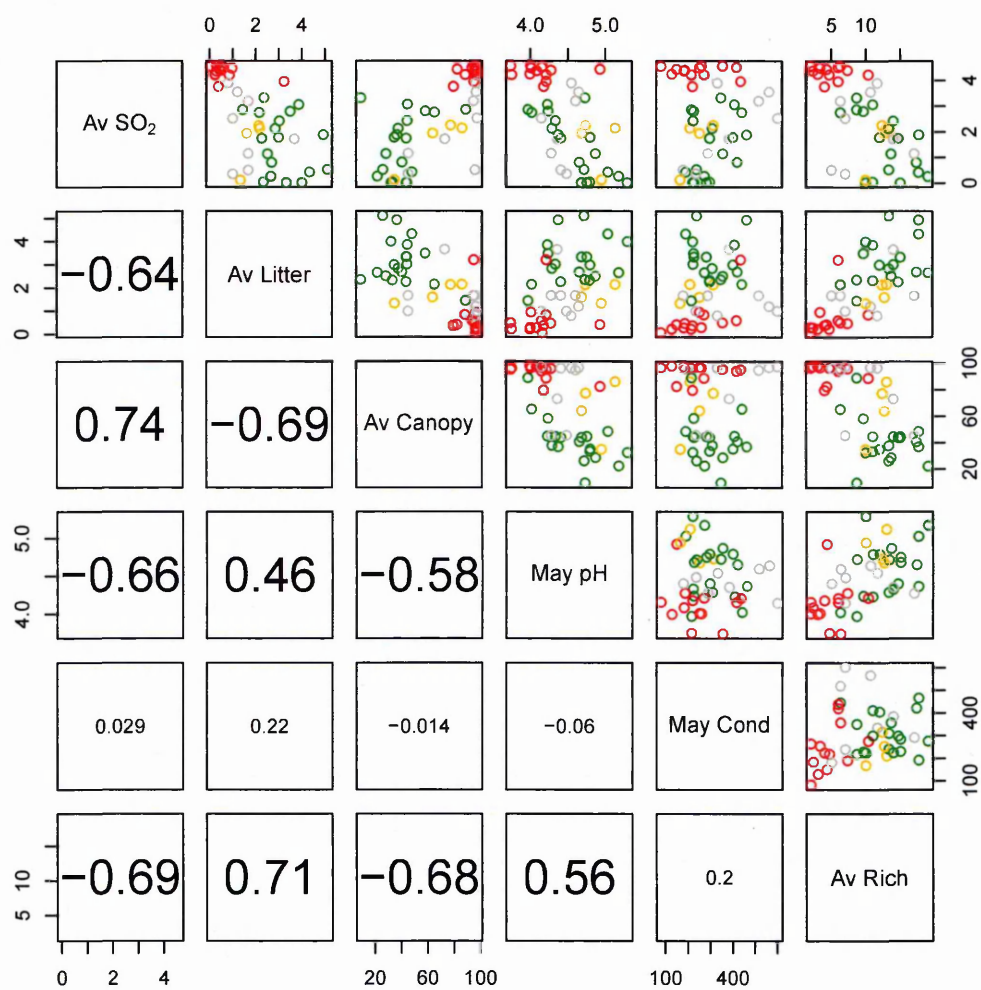 0 2 4
4.0 5.0
5 10
Av SO₂
0 2 4
0 2 4
−0.64
Av Litter
0.74
−0.69
Av Canopy
20 60 100
4.0 5.0
−0.66
0.46
−0.58
May pH
0.029
0.22
−0.014
−0.06
May Cond
100 400
5 10
−0.69
0.71
−0.68
0.56
0.2
Av Rich
0 2 4
20 60 100
100 400